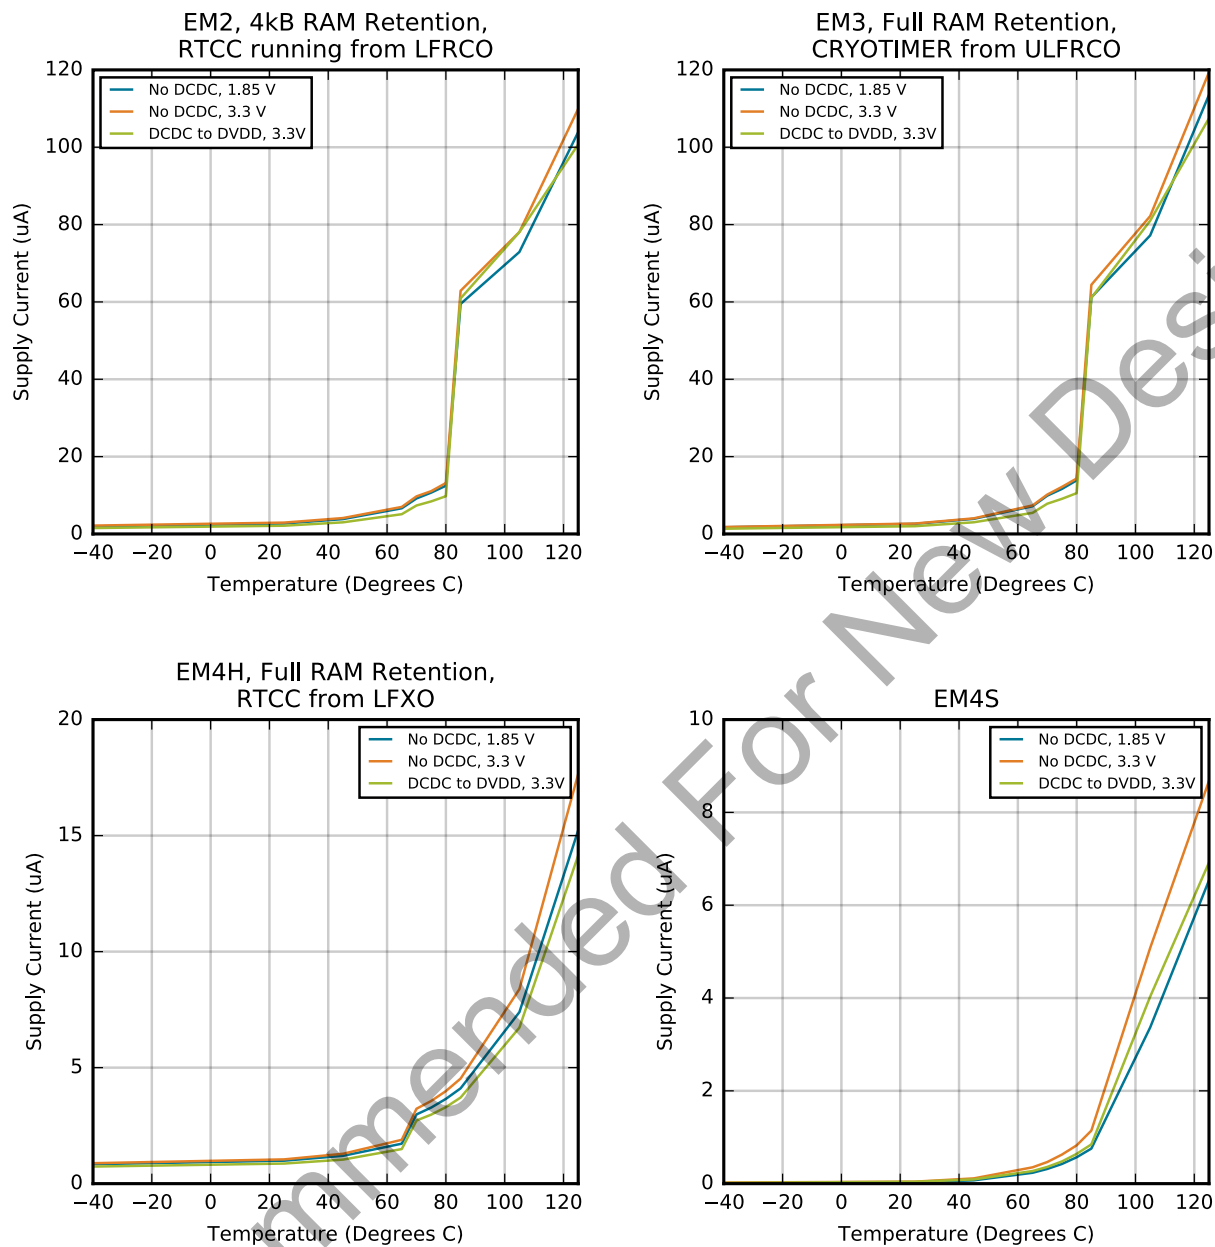 EM2, 4kB RAM Retention,
RTCC running from LFRCO
120
100
80
60
40
20
0
Supply Current (uA)
No DCDC, 1.85 V
No DCDC, 3.3 V
DCDC to DVDD, 3.3V
−40 −20 0 20 40 60 80 100 120
Temperature (Degrees C)
EM3, Full RAM Retention,
CRYOTIMER from ULFRCO
120
100
80
60
40
20
0
Supply Current (uA)
No DCDC, 1.85 V
No DCDC, 3.3 V
DCDC to DVDD, 3.3V
−40 −20 0 20 40 60 80 100 120
Temperature (Degrees C)
EM4H, Full RAM Retention,
RTCC from LFXO
20
15
10
5
0
Supply Current (uA)
No DCDC, 1.85 V
No DCDC, 3.3 V
DCDC to DVDD, 3.3V
−40 −20 0 20 40 60 80 100 120
Temperature (Degrees C)
EM4S
10
8
6
4
2
0
Supply Current (uA)
No DCDC, 1.85 V
No DCDC, 3.3 V
DCDC to DVDD, 3.3V
−40 −20 0 20 40 60 80 100 120
Temperature (Degrees C)
mmended For New Desi